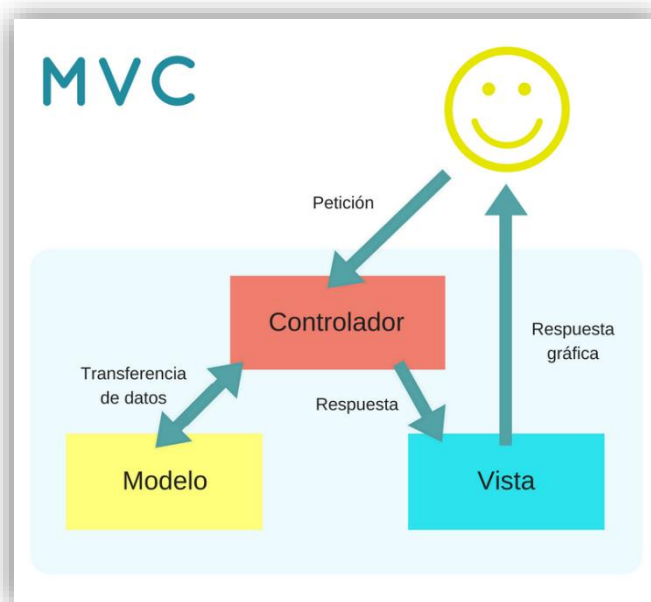 MVC
Petición
Controlador
Transferencia
de datos
Respuesta
Respuesta
gráfica
Modelo
Vista